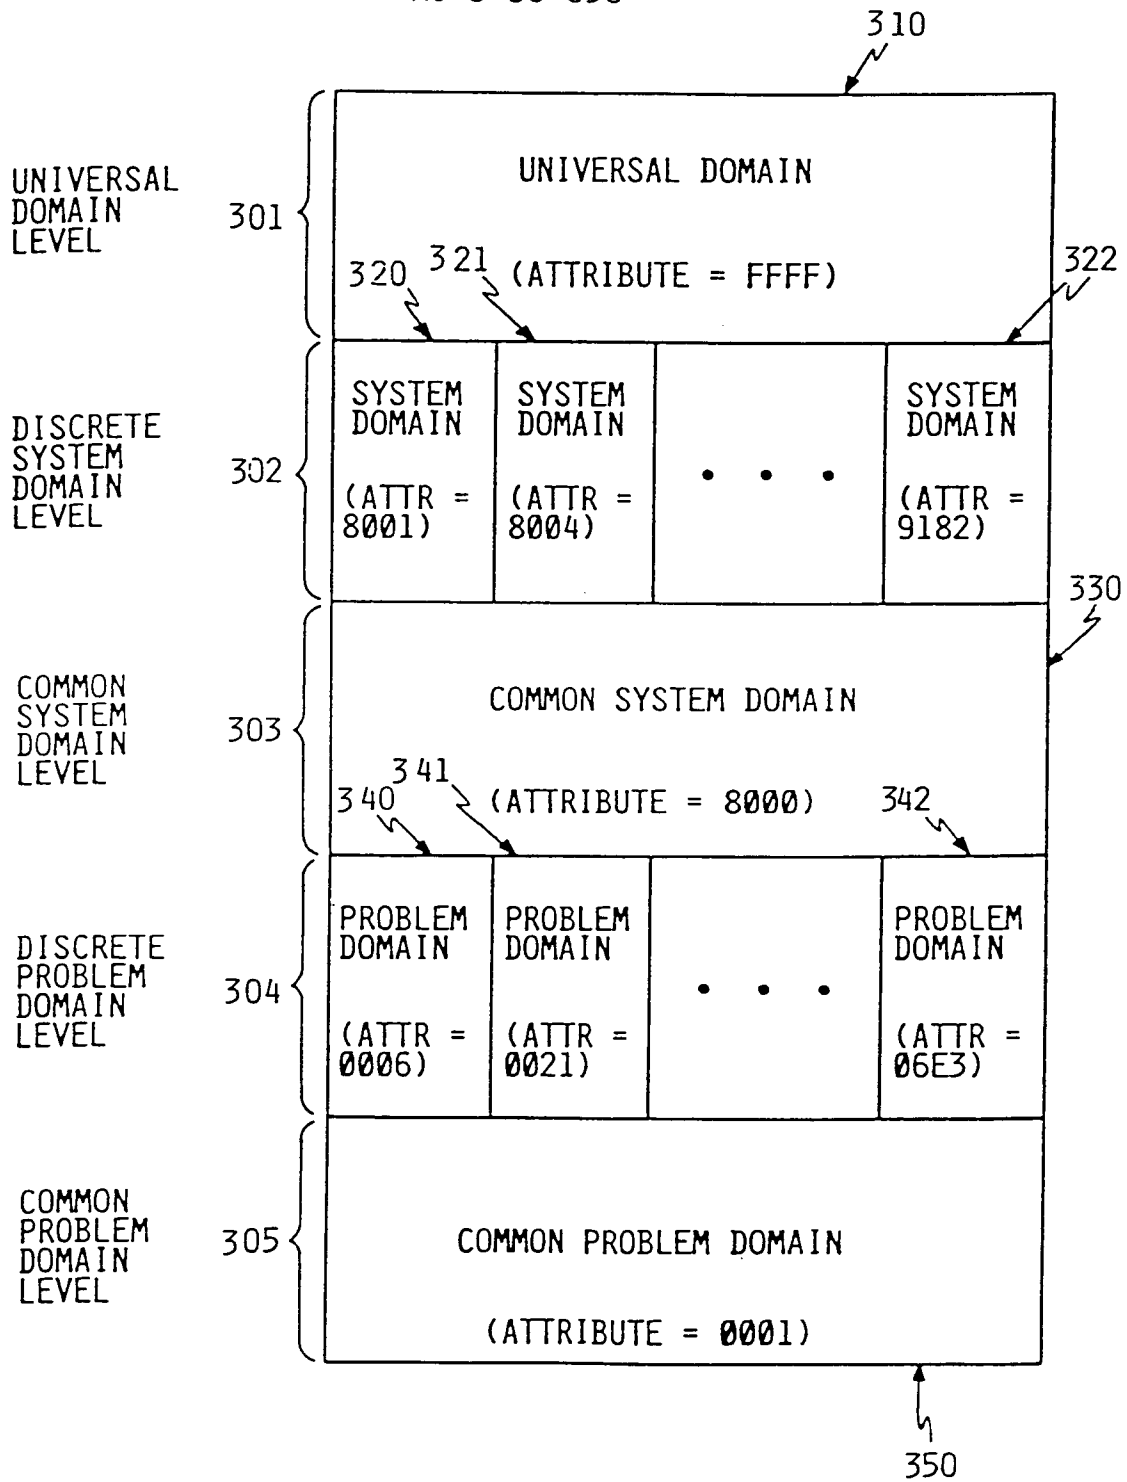 310
UNIVERSAL
DOMAIN
LEVEL
301
UNIVERSAL DOMAIN
(ATTRIBUTE = FFFF)
320
321
322
DISCRETE
SYSTEM
DOMAIN
LEVEL
302
SYSTEM
DOMAIN
(ATTR =
8001)
SYSTEM
DOMAIN
(ATTR =
8004)
• • •
SYSTEM
DOMAIN
(ATTR =
9182)
330
COMMON
SYSTEM
DOMAIN
LEVEL
303
COMMON SYSTEM DOMAIN
(ATTRIBUTE = 8000)
340
341
342
DISCRETE
PROBLEM
DOMAIN
LEVEL
304
PROBLEM
DOMAIN
(ATTR =
0006)
PROBLEM
DOMAIN
(ATTR =
0021)
• • •
PROBLEM
DOMAIN
(ATTR =
06E3)
COMMON
PROBLEM
DOMAIN
LEVEL
305
COMMON PROBLEM DOMAIN
(ATTRIBUTE = 0001)
350